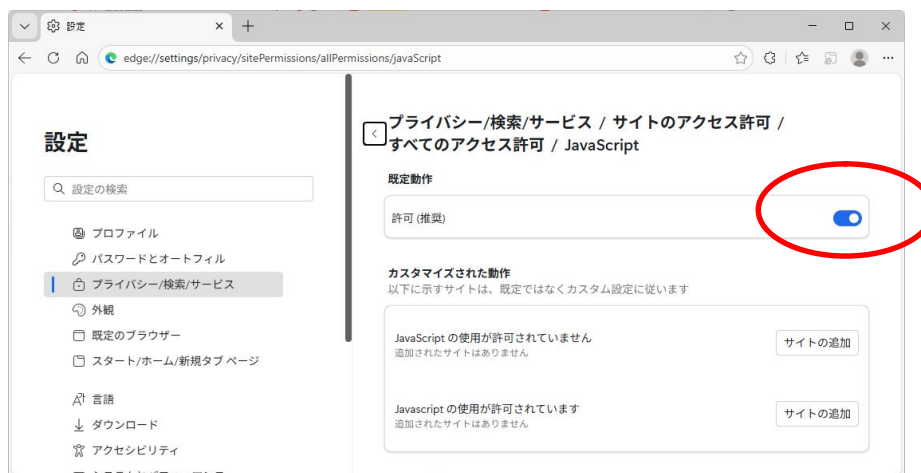 設定
edge://settings/privacy/sitePermissions/allPermissions/javaScript
設定
設定の検索
プロファイル
パスワードとオートフィル
プライバシー/検索/サービス
外観
既定のブラウザー
スタート/ホーム/新規タブ ページ
言語
ダウンロード
アクセシビリティ
プライバシー/検索/サービス / サイトのアクセス許可 /
すべてのアクセス許可 / JavaScript
既定動作
許可 (推奨)
カスタマイズされた動作
以下に示すサイトは、既定ではなくカスタム設定に従います
JavaScript の使用が許可されていません
追加されたサイトはありません
サイトの追加
Javascript の使用が許可されています
追加されたサイトはありません
サイトの追加